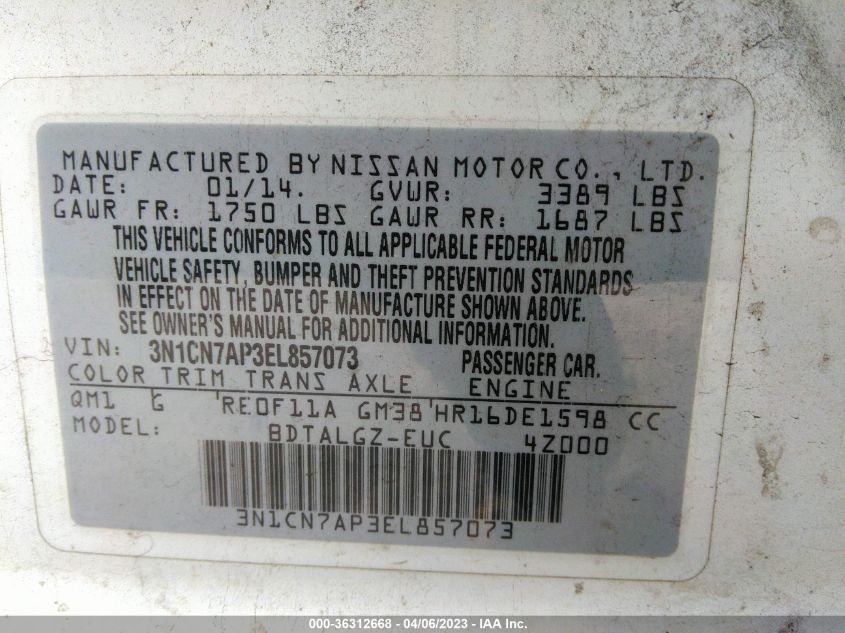 MANUFACTURED BY NISSAN MOTOR CO., LTD.
DATE: 01/14. GVWR: 3389 LBS
GAWR FR: 1750 LBS GAWR RR: 1687 LBS
THIS VEHICLE CONFORMS TO ALL APPLICABLE FEDERAL MOTOR
VEHICLE SAFETY, BUMPER AND THEFT PREVENTION STANDARDS
IN EFFECT ON THE DATE OF MANUFACTURE SHOWN ABOVE.
SEE OWNER'S MANUAL FOR ADDITIONAL INFORMATION.
VIN: 3N1CN7AP3EL857073 PASSENGER CAR.
COLOR TRIM TRANS AXLE ENGINE
QM1 G RE0F11A GM38 HR16DE1598 CC
MODEL: BDTALGZ-EUC 4Z000
3N1CN7AP3EL857073
000-36312668 - 04/06/2023 - IAA Inc.